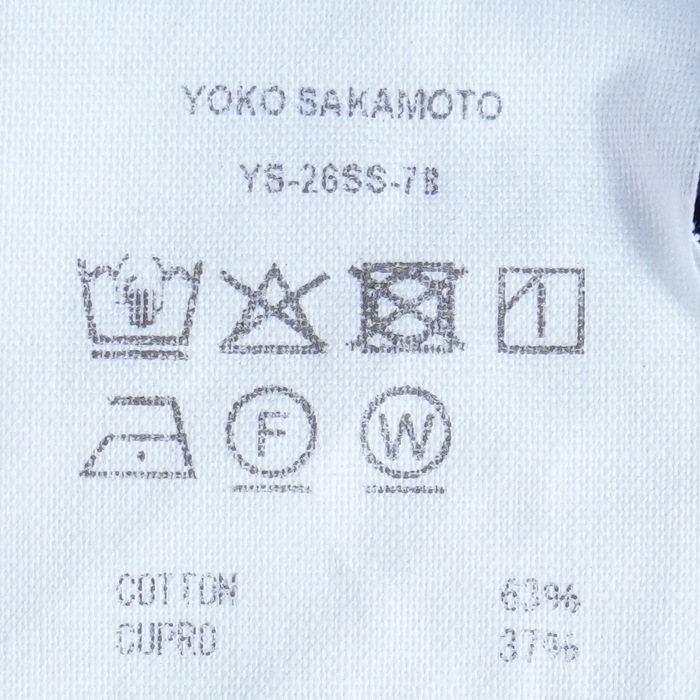 YOKO SAKAMOTO
YS-26SS-78
F W
COTTON 63%
CUPRO 37%